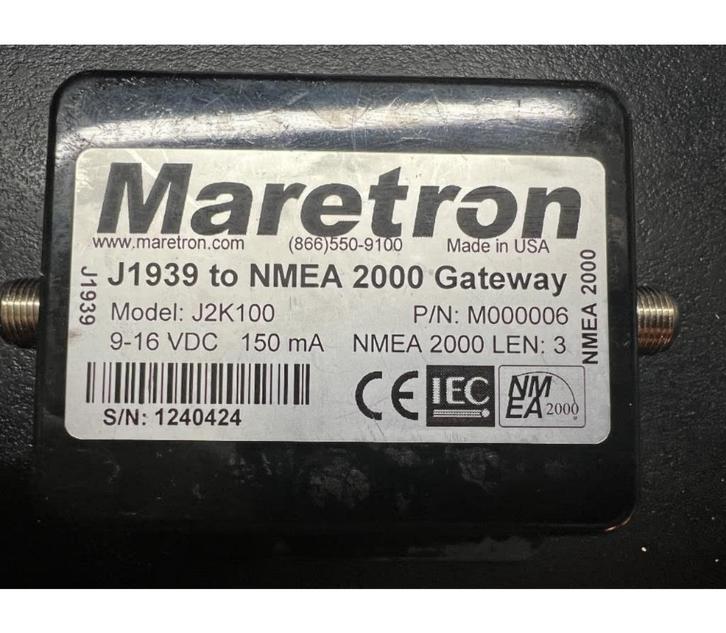 Maretron
www.maretron.com (866)550-9100 Made in USA
J1939 to NMEA 2000 Gateway
Model: J2K100 P/N: M000006
9-16 VDC 150 mA NMEA 2000 LEN: 3
S/N: 1240424
CE IEC NMEA 2000
J1939
NMEA 2000